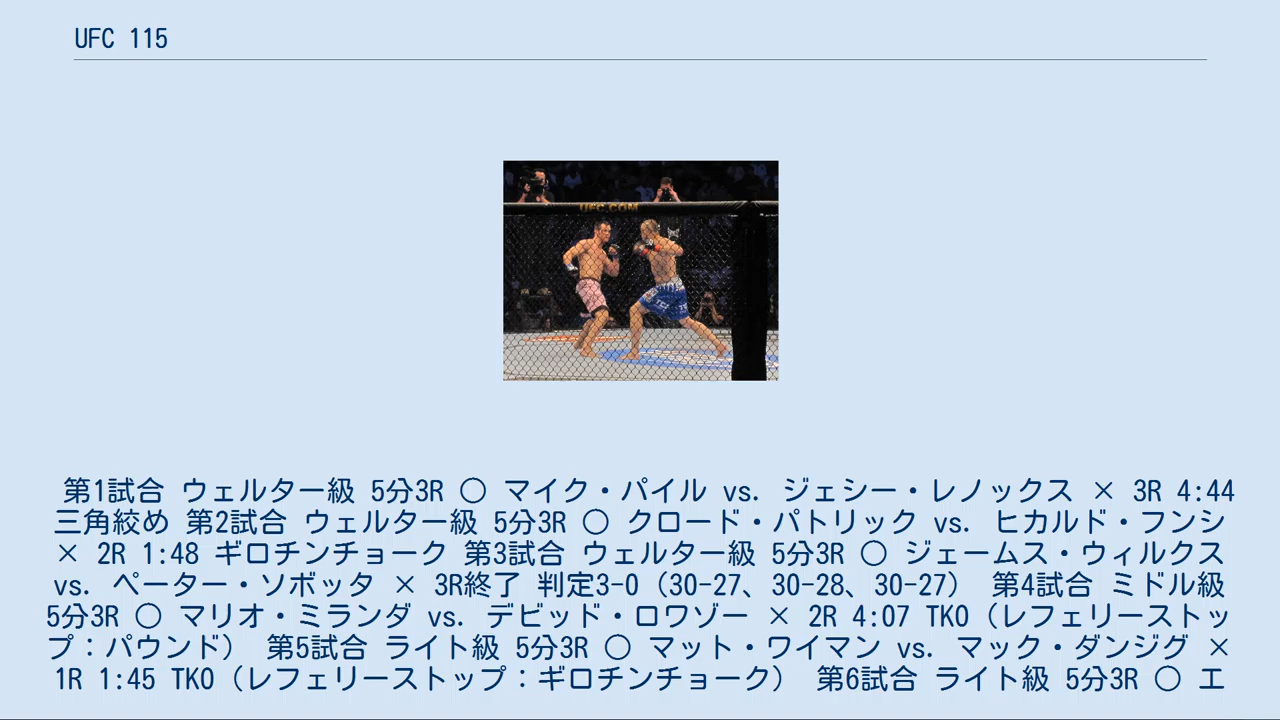 UFC 115
UFC.COM
第1試合 ウェルター級 5分3R ○ マイク・パイル vs. ジェシー・レノックス × 3R 4:44
三角絞め 第2試合 ウェルター級 5分3R ○ クロード・パトリック vs. ヒカルド・フンシ
× 2R 1:48 ギロチンチョーク 第3試合 ウェルター級 5分3R ○ ジェームス・ウィルクス
vs. ペーター・ソボッタ × 3R終了 判定3-0（30-27、30-28、30-27） 第4試合 ミドル級
5分3R ○ マリオ・ミランダ vs. デビッド・ロワゾー × 2R 4:07 TKO（レフェリーストッ
プ：パウンド） 第5試合 ライト級 5分3R ○ マット・ワイマン vs. マック・ダンジグ ×
1R 1:45 TKO（レフェリーストップ：ギロチンチョーク） 第6試合 ライト級 5分3R ○ エ